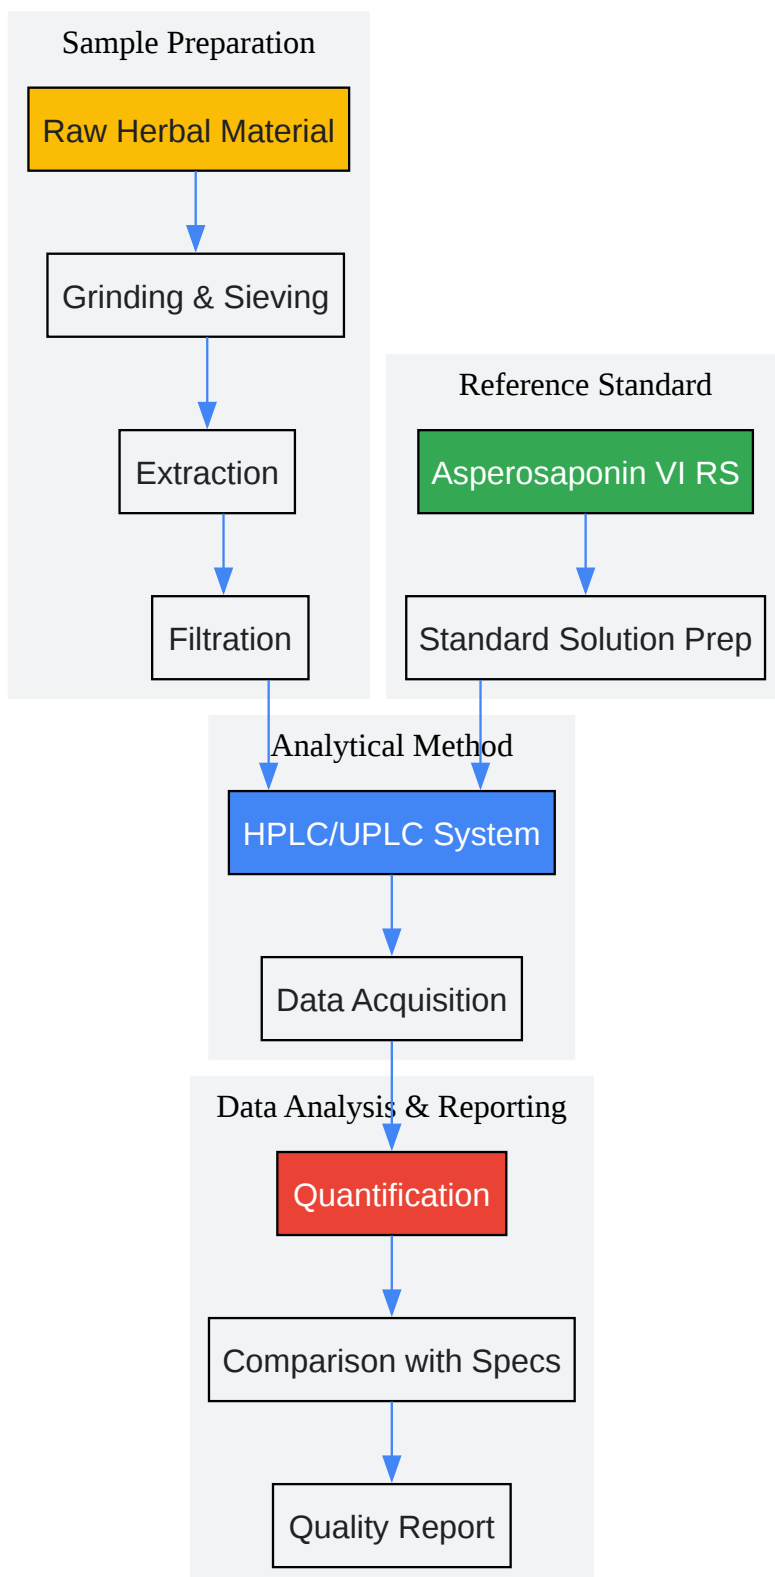 Sample Preparation
Raw Herbal Material
Grinding & Sieving
Extraction
Filtration
Reference Standard
Asperosaponin VI RS
Standard Solution Prep
Analytical Method
HPLC/UPLC System
Data Acquisition
Data Analysis & Reporting
Quantification
Comparison with Specs
Quality Report